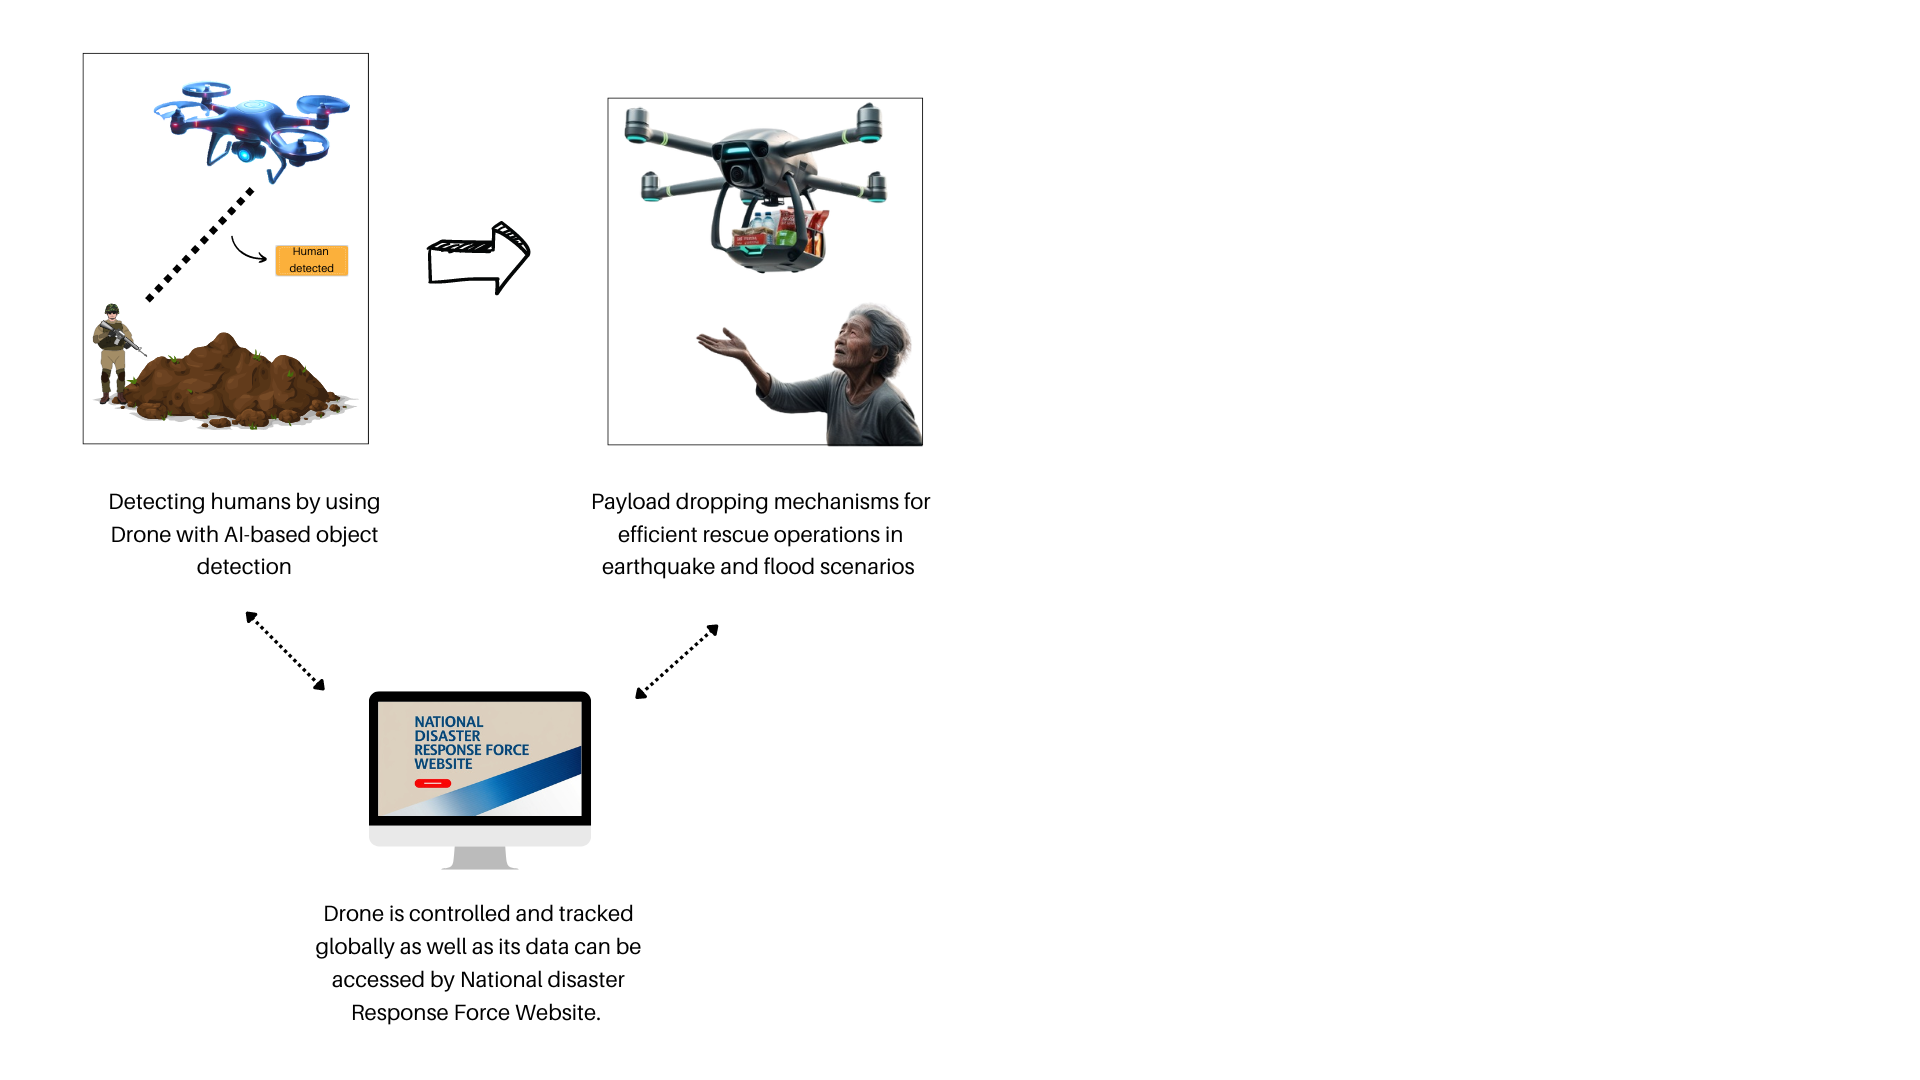 Human
detected
Detecting humans by using
Drone with AI-based object
detection
Payload dropping mechanisms for
efficient rescue operations in
earthquake and flood scenarios
NATIONAL
DISASTER
RESPONSE FORCE
WEBSITE
Drone is controlled and tracked
globally as well as its data can be
accessed by National disaster
Response Force Website.